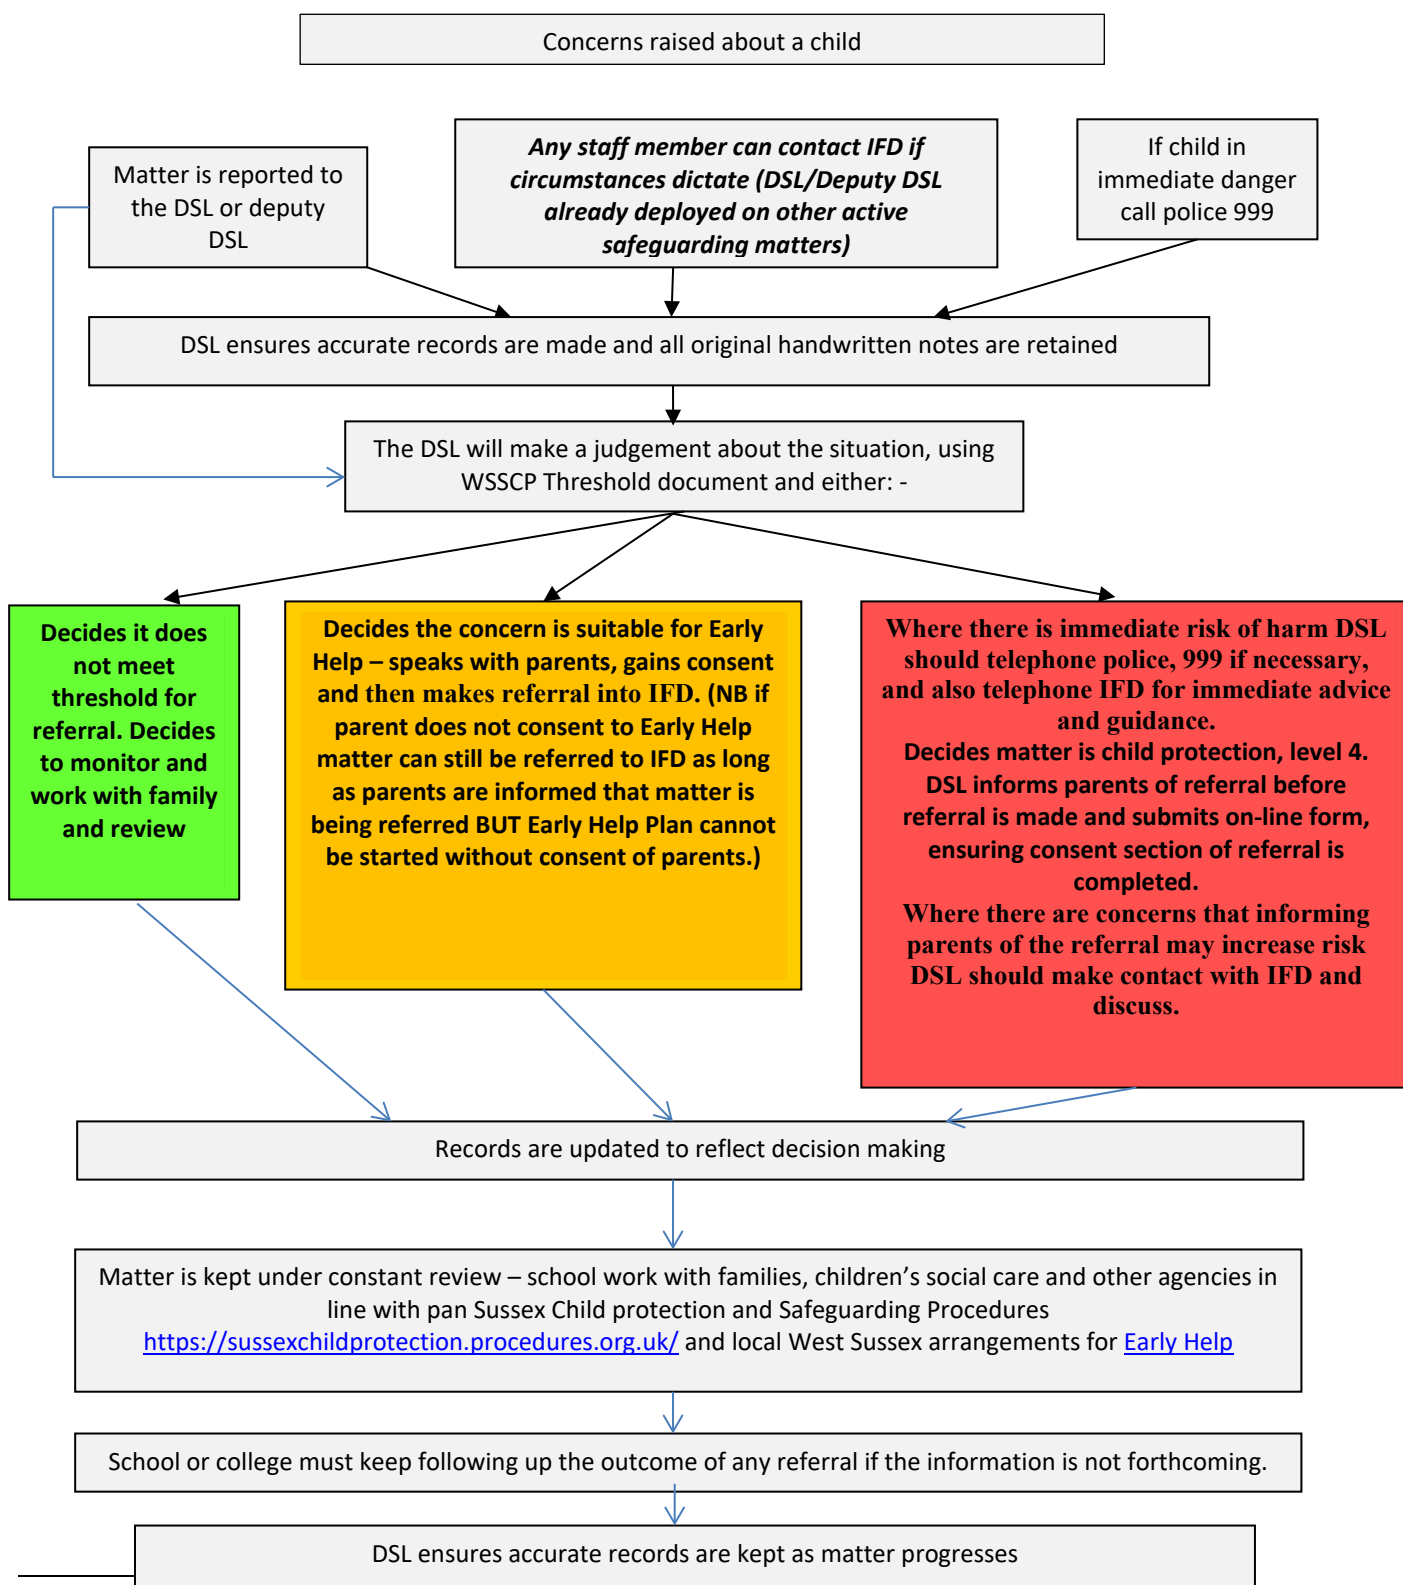 Concerns raised about a child
Matter is reported to
the DSL or deputy
DSL
Any staff member can contact IFD if
circumstances dictate (DSL/Deputy DSL
already deployed on other active
safeguarding matters)
If child in
immediate danger
call police 999
DSL ensures accurate records are made and all original handwritten notes are retained
The DSL will make a judgement about the situation, using
WSSCP Threshold document and either: -
Decides it does
not meet
threshold for
referral. Decides
to monitor and
work with family
and review
Decides the concern is suitable for Early
Help – speaks with parents, gains consent
and then makes referral into IFD. (NB if
parent does not consent to Early Help
matter can still be referred to IFD as long
as parents are informed that matter is
being referred BUT Early Help Plan cannot
be started without consent of parents.)
Where there is immediate risk of harm DSL
should telephone police, 999 if necessary,
and also telephone IFD for immediate advice
and guidance.
Decides matter is child protection, level 4.
DSL informs parents of referral before
referral is made and submits on-line form,
ensuring consent section of referral is
completed.
Where there are concerns that informing
parents of the referral may increase risk
DSL should make contact with IFD and
discuss.
Records are updated to reflect decision making
Matter is kept under constant review – school work with families, children’s social care and other agencies in
line with pan Sussex Child protection and Safeguarding Procedures
https://sussexchildprotection.procedures.org.uk/ and local West Sussex arrangements for Early Help
School or college must keep following up the outcome of any referral if the information is not forthcoming.
DSL ensures accurate records are kept as matter progresses